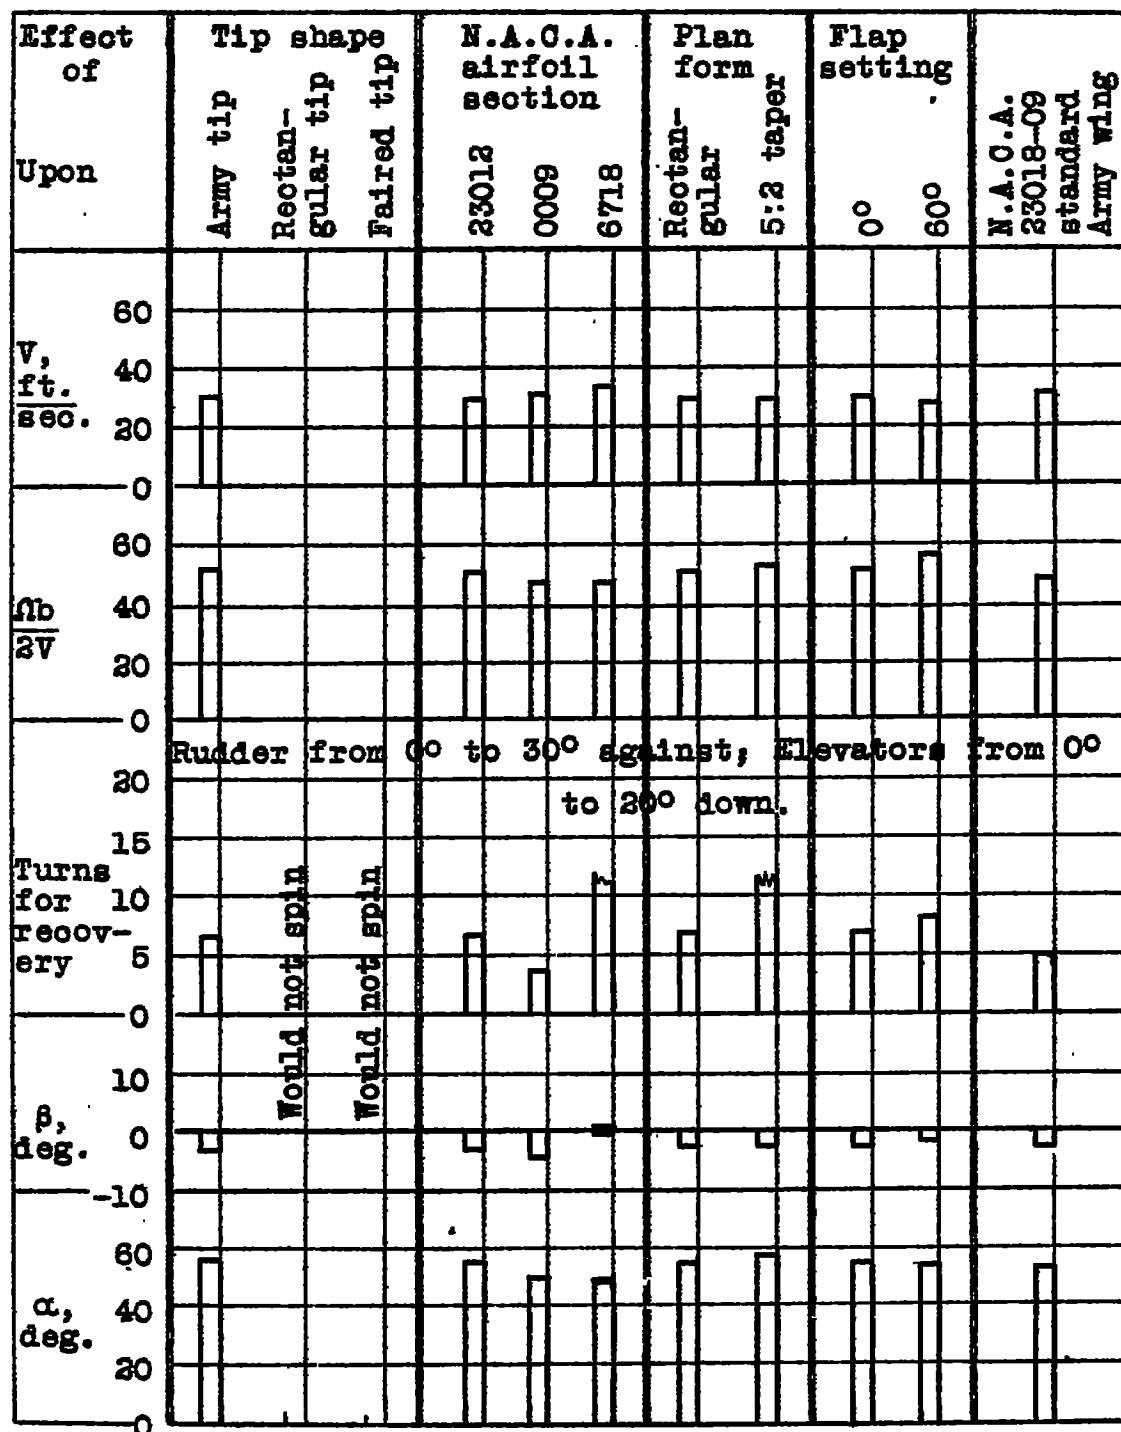 Effect of
Upon
Tip shape
Army tip
Rectan-
gular tip
Faired tip
N.A.C.A.
airfoil
section
23012
0009
6718
Plan
form
Rectan-
gular
5:2 taper
Flap
setting
0°
60°
N.A.C.A.
23018-09
standard
Army wing
V,
ft.
sec.
60
40
20
0
Ωb
2V
60
40
20
0
Rudder from 0° to 30° against; Elevators from 0°
to 20° down.
Turns
for
recov-
ery
20
15
10
5
0
Would not spin
Would not spin
β,
deg.
10
0
-10
α,
deg.
60
40
20
0